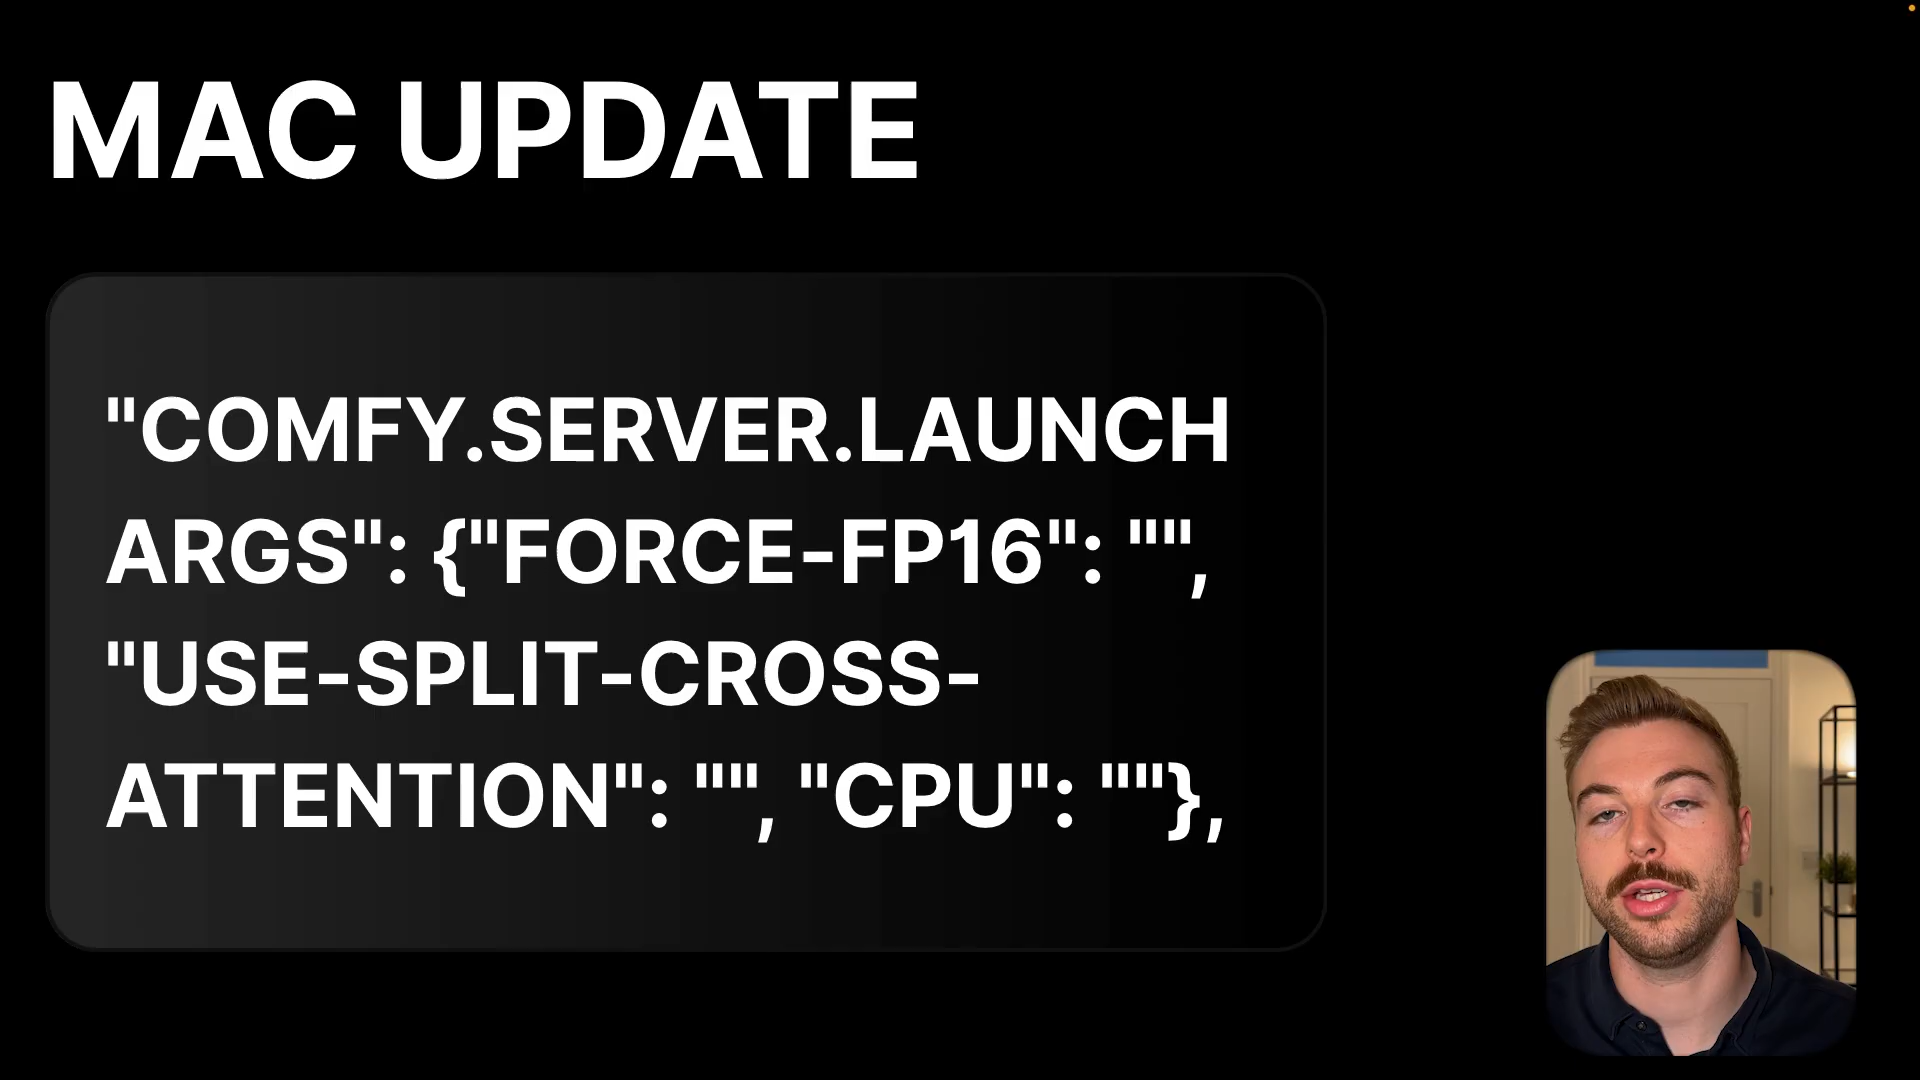 MAC UPDATE
"COMFY.SERVER.LAUNCH
ARGS": {"FORCE-FP16": "",
"USE-SPLIT-CROSS-
ATTENTION": "", "CPU": ""},